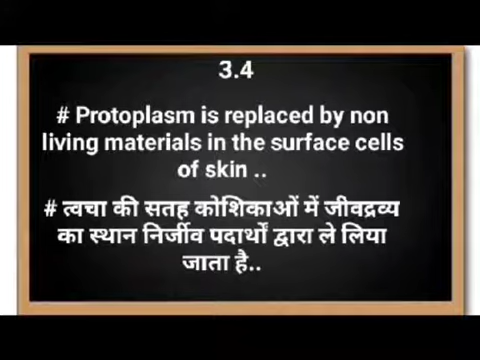 3.4
# Protoplasm is replaced by non
living materials in the surface cells
of skin ..
# त्वचा की सतह कोशिकाओं में जीवद्रव्य
का स्थान निर्जीव पदार्थों द्वारा ले लिया
जाता है..